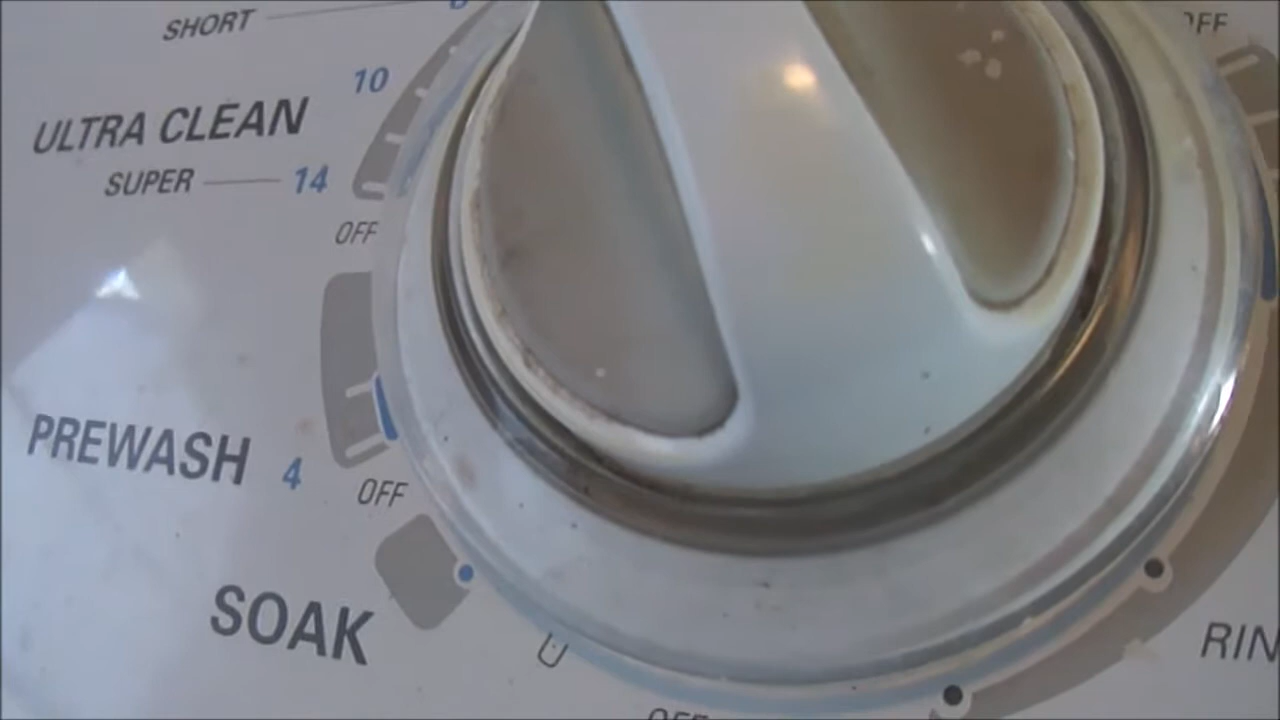 SHORT
10
ULTRA CLEAN
SUPER 14
OFF
PREWASH 4
OFF
SOAK